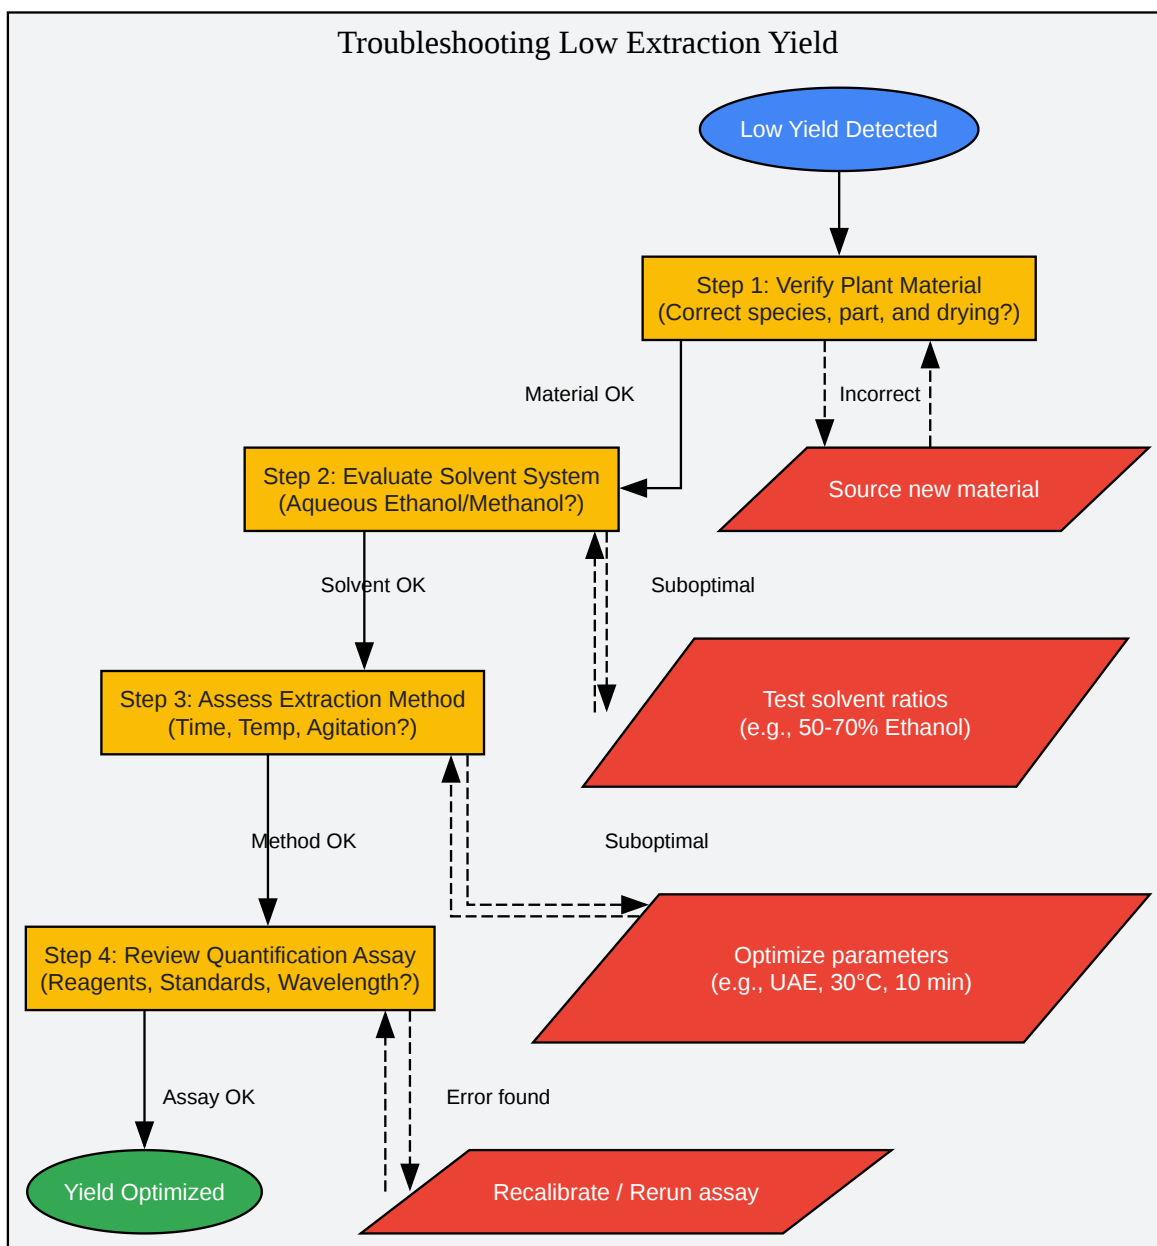 Troubleshooting Low Extraction Yield
Low Yield Detected
Step 1: Verify Plant Material
(Correct species, part, and drying?)
Material OK
Incorrect
Step 2: Evaluate Solvent System
(Aqueous Ethanol/Methanol?)
Source new material
Solvent OK
Suboptimal
Step 3: Assess Extraction Method
(Time, Temp, Agitation?)
Test solvent ratios
(e.g., 50-70% Ethanol)
Method OK
Suboptimal
Step 4: Review Quantification Assay
(Reagents, Standards, Wavelength?)
Optimize parameters
(e.g., UAE, 30°C, 10 min)
Assay OK
Error found
Yield Optimized
Recalibrate / Rerun assay